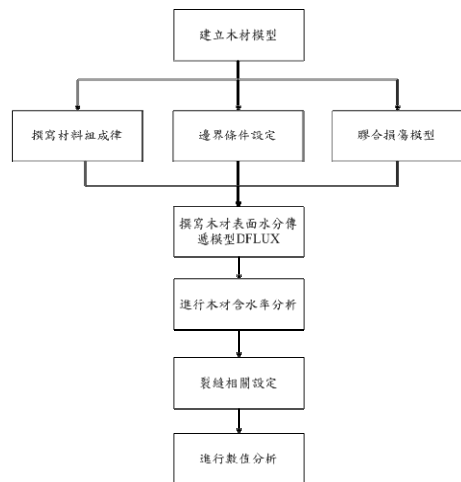 建立木材模型
撰寫材料組成律
邊界條件設定
聯合損傷模型
撰寫木材表面水分傳
遞模型DFLUX
進行木材含水率分析
裂縫相關設定
進行數值分析